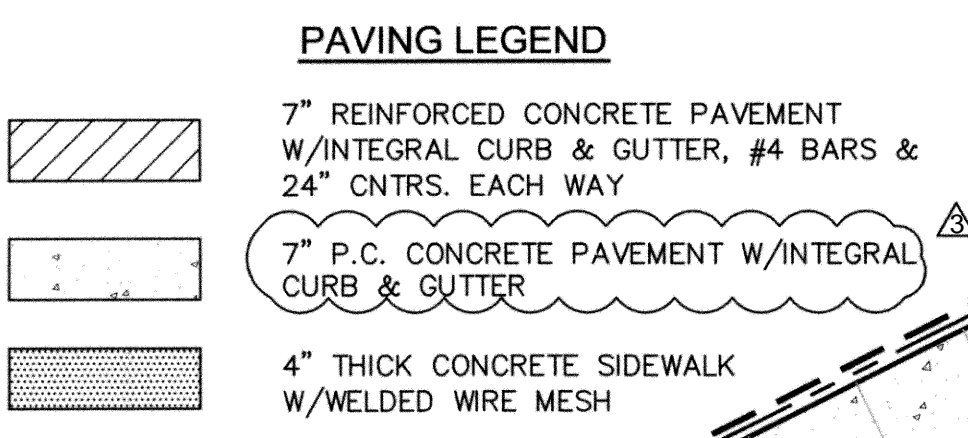 PAVING LEGEND
7" REINFORCED CONCRETE PAVEMENT
W/INTEGRAL CURB & GUTTER, #4 BARS &
24" CNTRS. EACH WAY
7" P.C. CONCRETE PAVEMENT W/INTEGRAL
CURB & GUTTER
3
4" THICK CONCRETE SIDEWALK
W/WELDED WIRE MESH